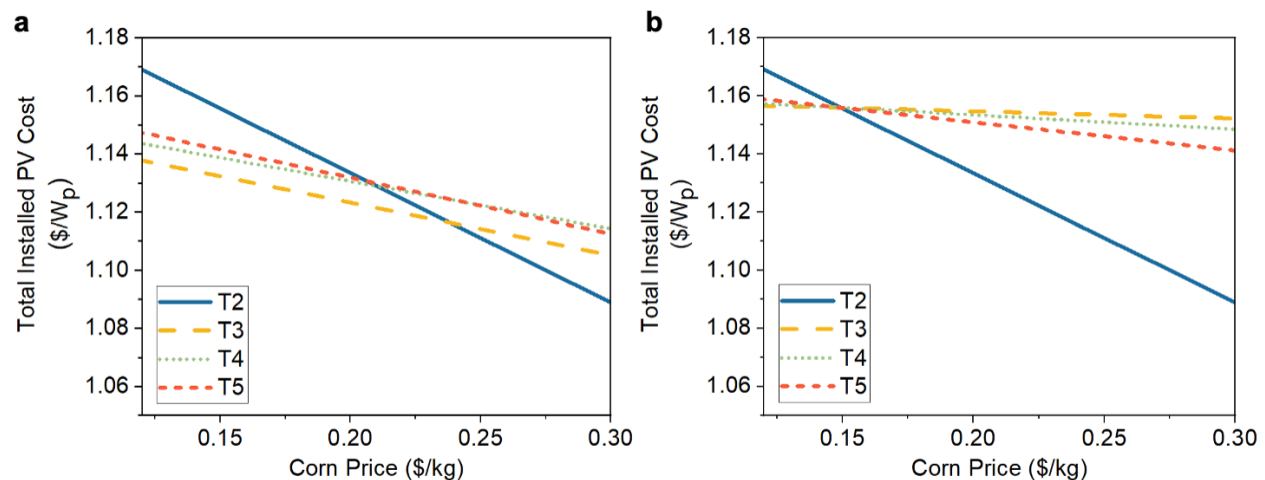 a
1.18
1.16
1.14
1.12
1.10
1.08
1.06
Total Installed PV Cost
($/Wp)
T2
T3
T4
T5
0.15 0.20 0.25 0.30
Corn Price ($/kg)
b
1.18
1.16
1.14
1.12
1.10
1.08
1.06
Total Installed PV Cost
($/Wp)
T2
T3
T4
T5
0.15 0.20 0.25 0.30
Corn Price ($/kg)